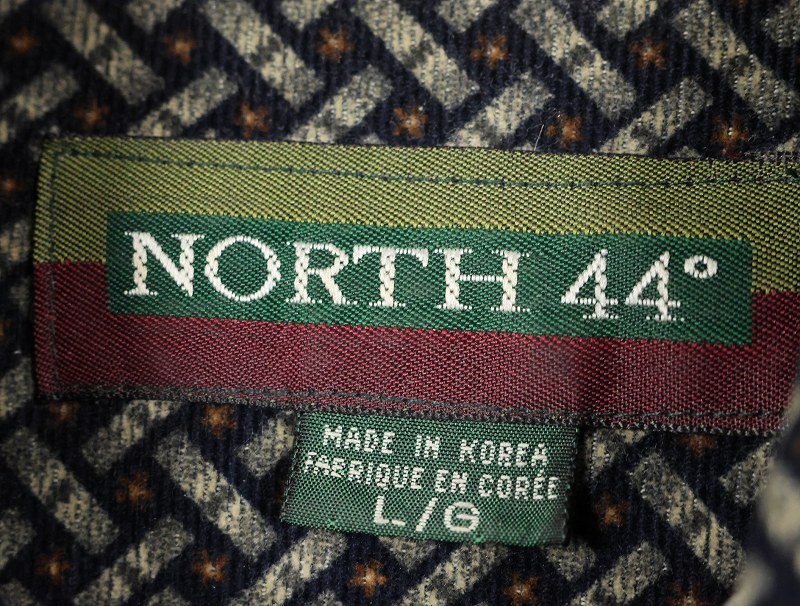 NORTH 44°
MADE IN KOREA
FABRIQUE EN CORÉE
L/G